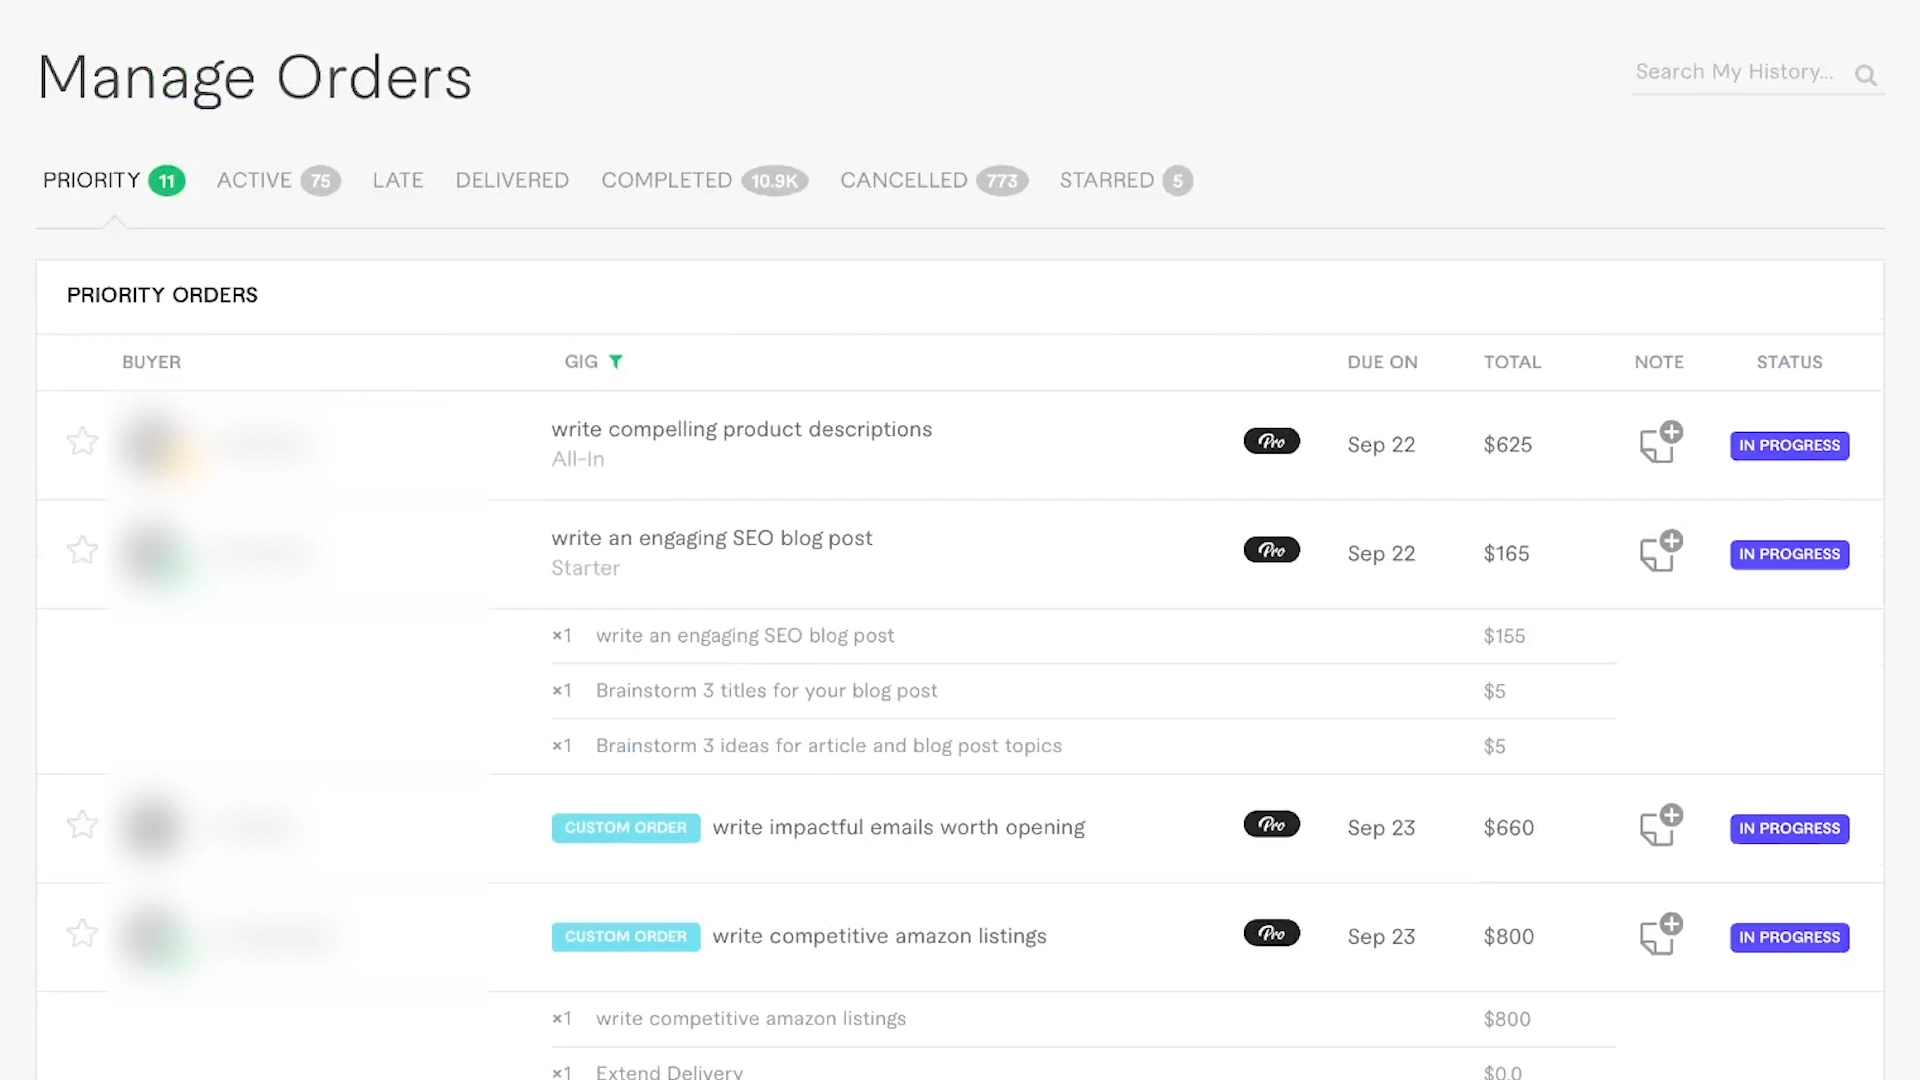 Manage Orders
Search My History...
PRIORITY 11 ACTIVE 75 LATE DELIVERED COMPLETED 10.9K CANCELLED 773 STARRED 5
PRIORITY ORDERS
BUYER GIG DUE ON TOTAL NOTE STATUS
write compelling product descriptions
All-In
Pro Sep 22 $625 IN PROGRESS
write an engaging SEO blog post
Starter
Pro Sep 22 $165 IN PROGRESS
×1 write an engaging SEO blog post $155
×1 Brainstorm 3 titles for your blog post $5
×1 Brainstorm 3 ideas for article and blog post topics $5
CUSTOM ORDER write impactful emails worth opening Pro Sep 23 $660 IN PROGRESS
CUSTOM ORDER write competitive amazon listings Pro Sep 23 $800 IN PROGRESS
×1 write competitive amazon listings $800
×1 Extend Delivery $0.0